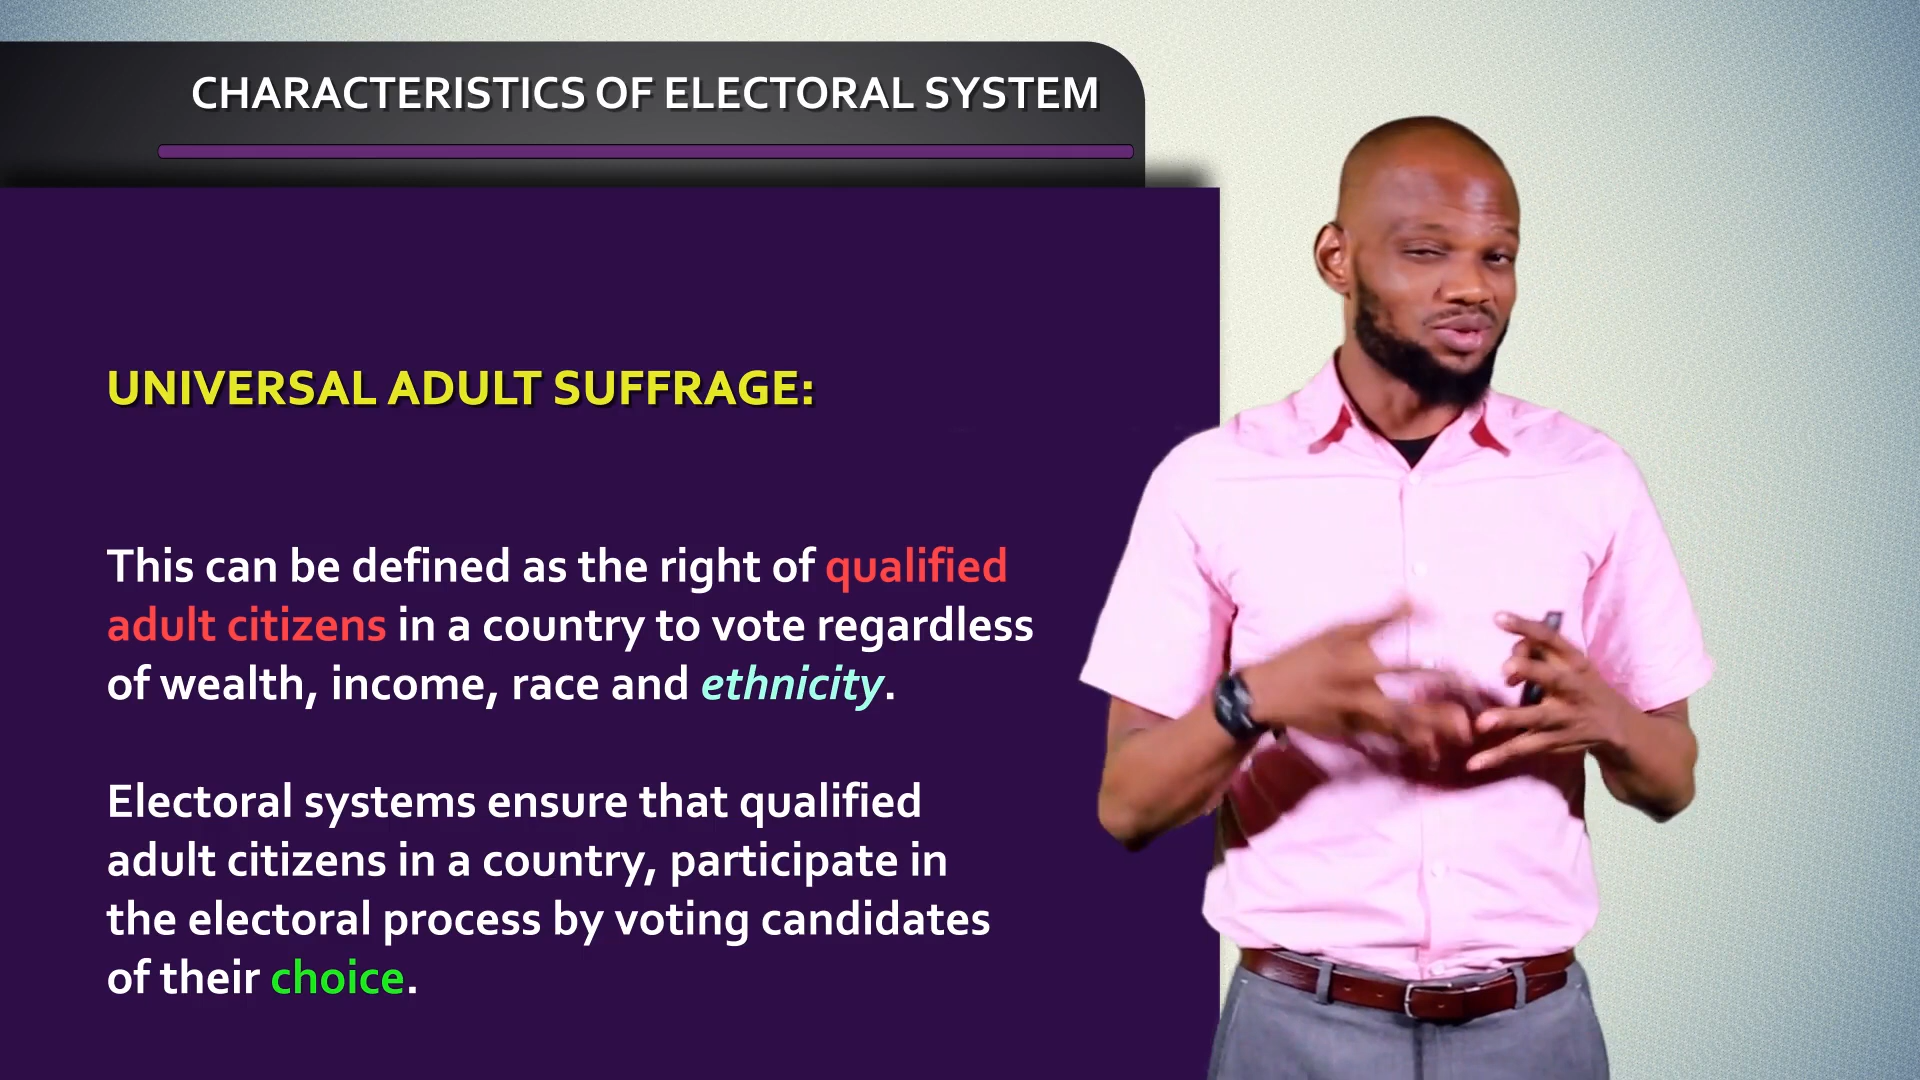 CHARACTERISTICS OF ELECTORAL SYSTEM
UNIVERSAL ADULT SUFFRAGE:
This can be defined as the right of qualified
adult citizens in a country to vote regardless
of wealth, income, race and ethnicity.
Electoral systems ensure that qualified
adult citizens in a country, participate in
the electoral process by voting candidates
of their choice.